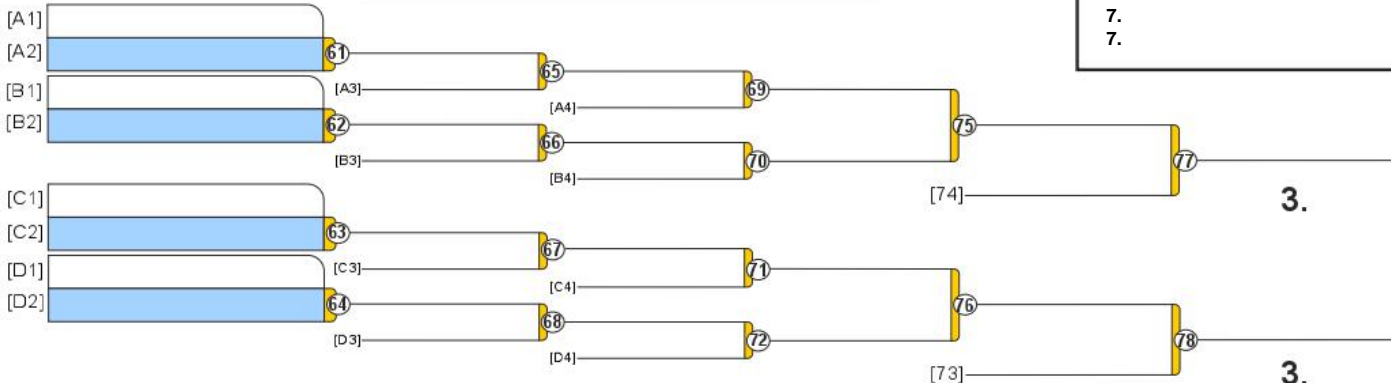 [A1]
[A2]
61
[A3]
65
[A4]
69
[B1]
[B2]
62
[B3]
66
[B4]
70
75
[74]
77
3.
[C1]
[C2]
63
[C3]
67
[C4]
71
[D1]
[D2]
64
[D3]
68
[D4]
72
76
[73]
78
3.
7.
7.